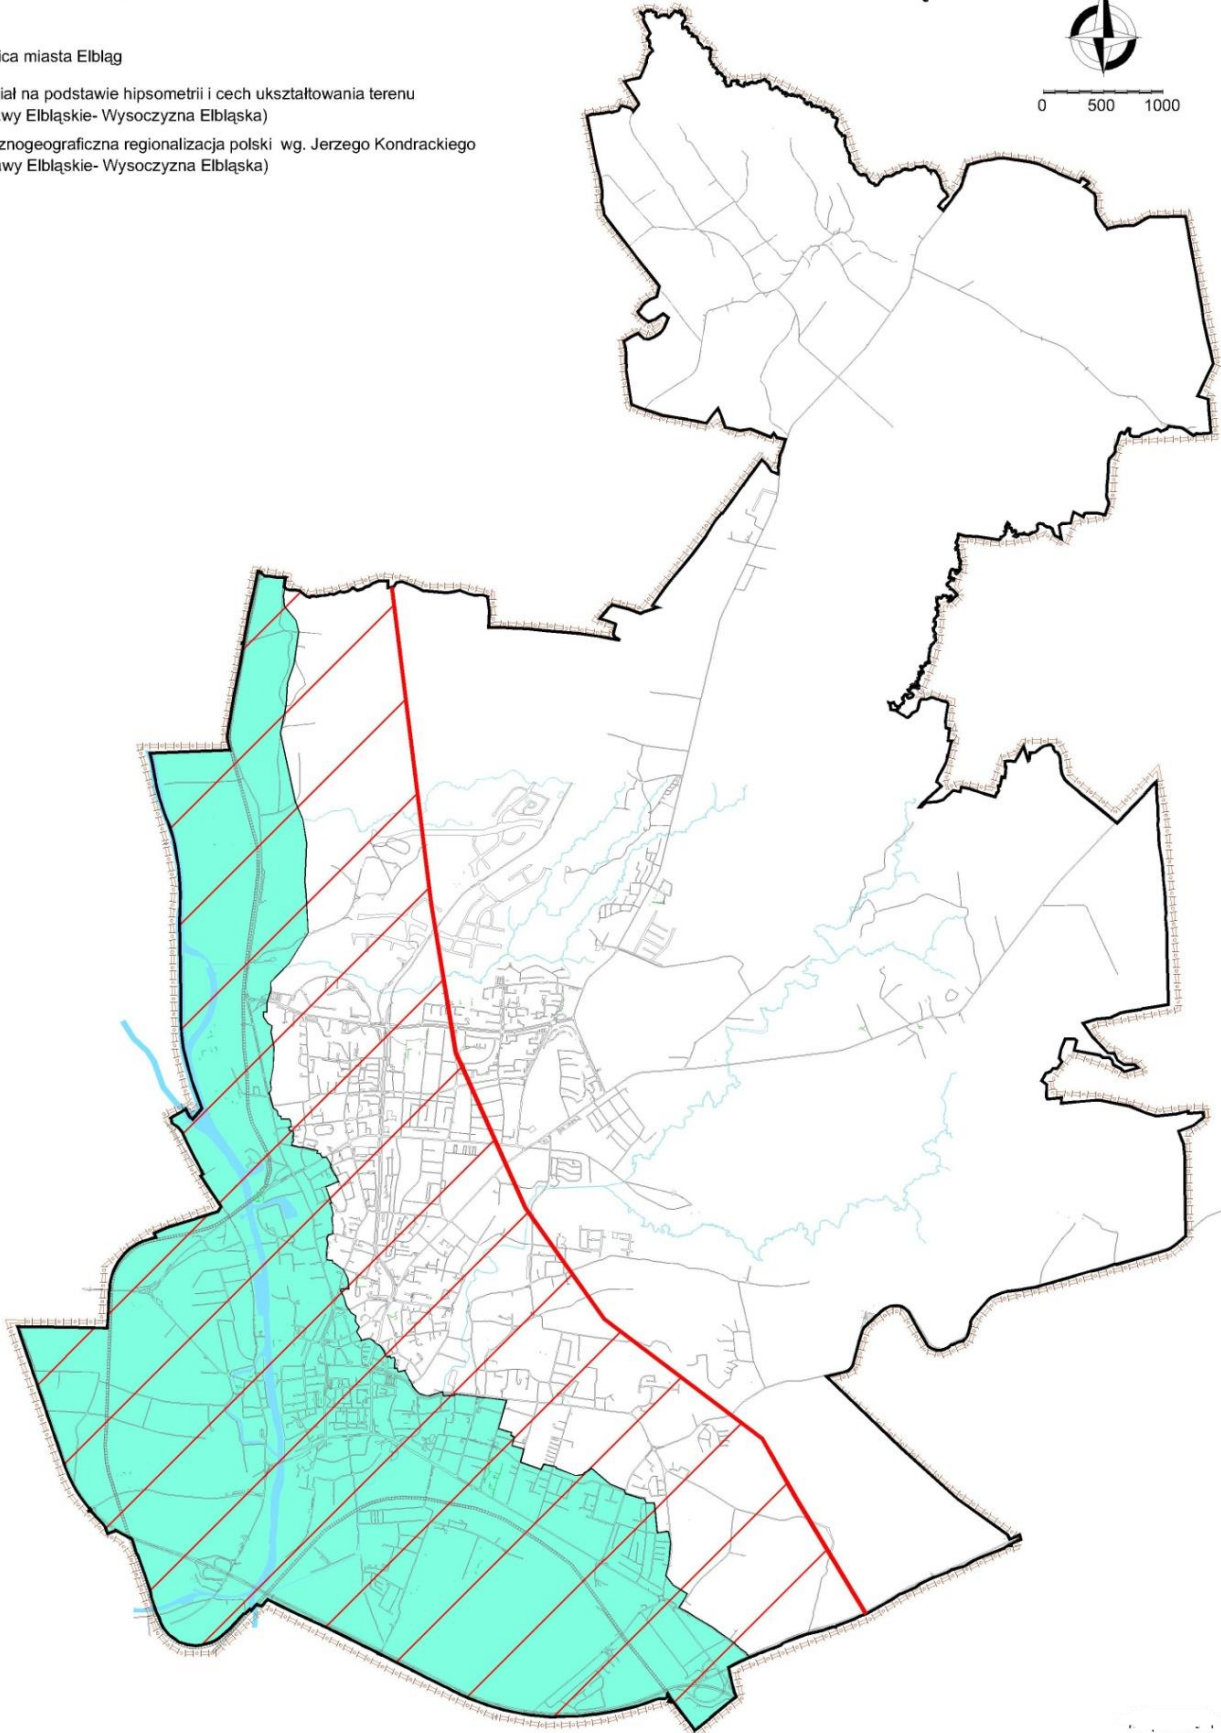 ica miasta Elbląg
iał na podstawie hipsometrii i cech ukształtowania terenu
awy Elbląskie- Wysoczyzna Elbląska)
znogeograficzna regionalizacja polski wg. Jerzego Kondrackiego
awy Elbląskie- Wysoczyzna Elbląska)
0 500 1000